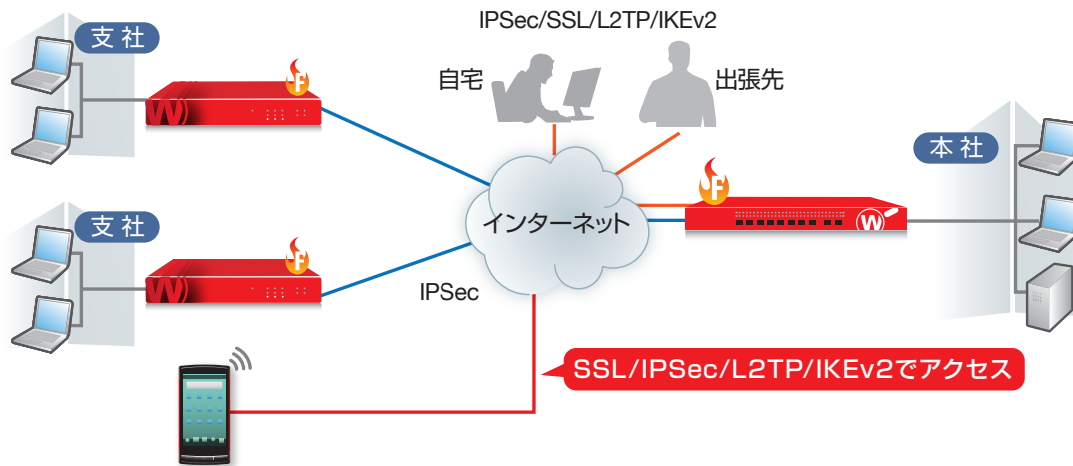 IPSec/SSL/L2TP/IKEv2
支社
自宅
出張先
F
W
本社
F
インターネット
W
支社
F
W
IPSec
SSL/IPSec/L2TP/IKEv2でアクセス